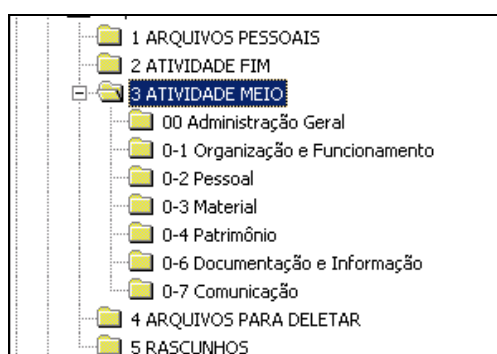 1 ARQUIVOS PESSOAIS
2 ATIVIDADE FIM
3 ATIVIDADE MEIO
00 Administração Geral
0-1 Organização e Funcionamento
0-2 Pessoal
0-3 Material
0-4 Patrimônio
0-6 Documentação e Informação
0-7 Comunicação
4 ARQUIVOS PARA DELETAR
5 RASCUNHOS